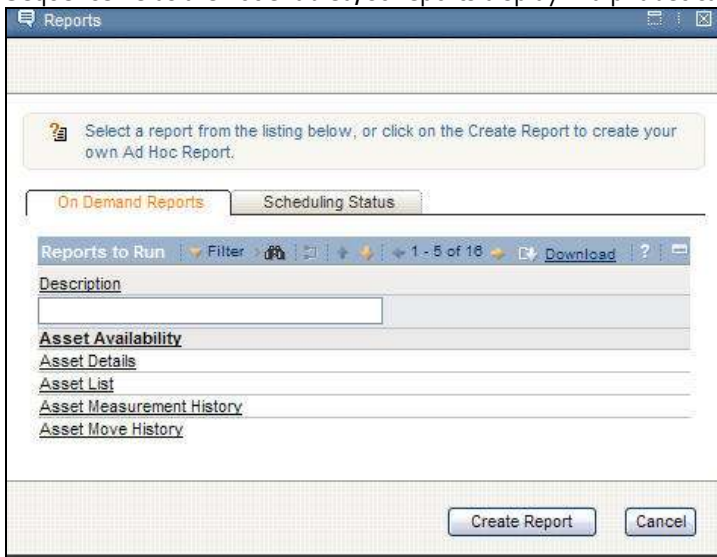 Reports
Select a report from the listing below, or click on the Create Report to create your
own Ad Hoc Report.
On Demand Reports
Scheduling Status
Reports to Run Filter 1 - 5 of 16 Download ?
Description
Asset Availability
Asset Details
Asset List
Asset Measurement History
Asset Move History
Create Report Cancel